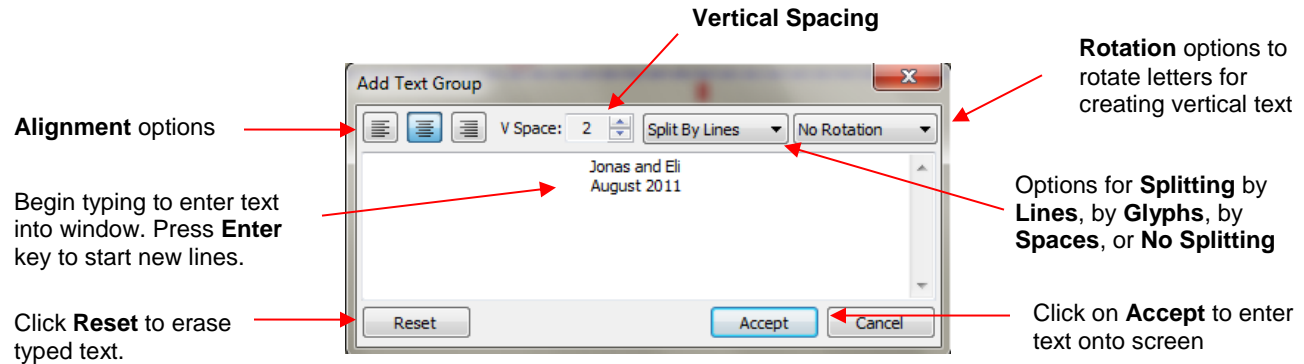 Vertical Spacing
Rotation options to
rotate letters for
creating vertical text
Add Text Group
Alignment options
V Space: 2 Split By Lines No Rotation
Jonas and Eli
August 2011
Begin typing to enter text
into window. Press Enter
key to start new lines.
Options for Splitting by
Lines, by Glyphs, by
Spaces, or No Splitting
Click Reset to erase
typed text.
Reset Accept Cancel
Click on Accept to enter
text onto screen